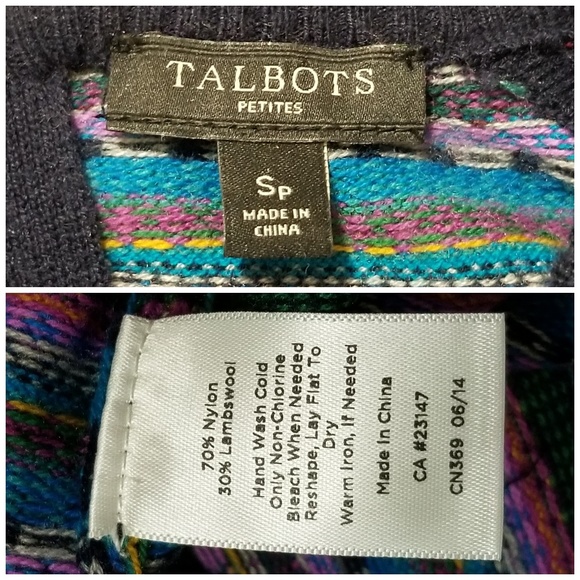 TALBOTS
PETITES
SP
MADE IN
CHINA
70% Nylon
30% Lambswool
Hand Wash Cold
Only Non-Chlorine
Bleach When Needed
Reshape, Lay Flat To
Dry
Warm Iron, If Needed
Made In China
CA #23147
CN369 06/14